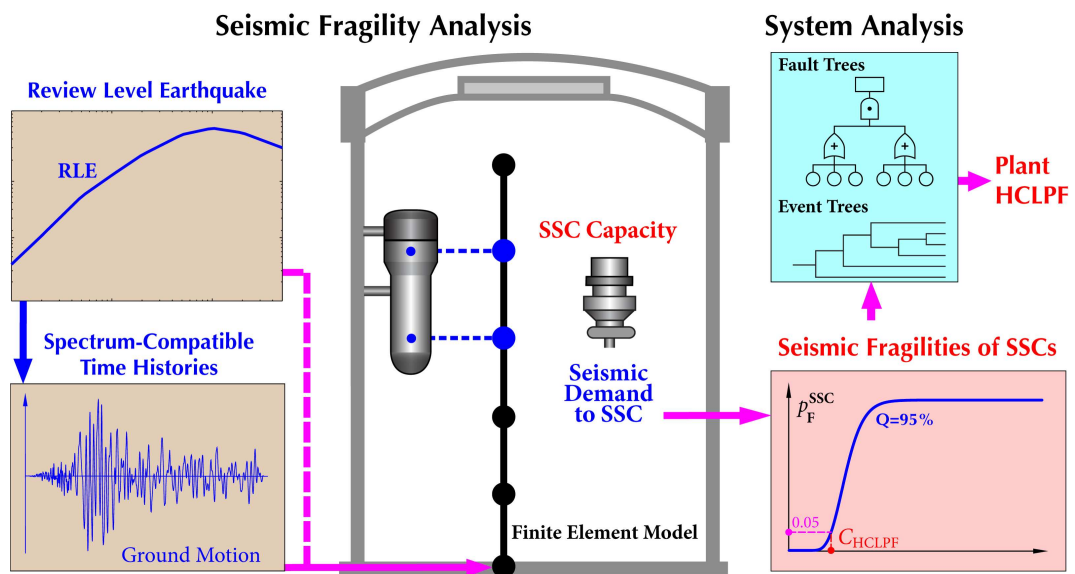 Seismic Fragility Analysis
System Analysis
Review Level Earthquake
RLE
Spectrum-Compatible
Time Histories
Ground Motion
SSC Capacity
Seismic
Demand
to SSC
Finite Element Model
Fault Trees
Event Trees
Plant
HCLPF
Seismic Fragilities of SSCs
p_F^SSC
Q=95%
0.05
C_HCLPF